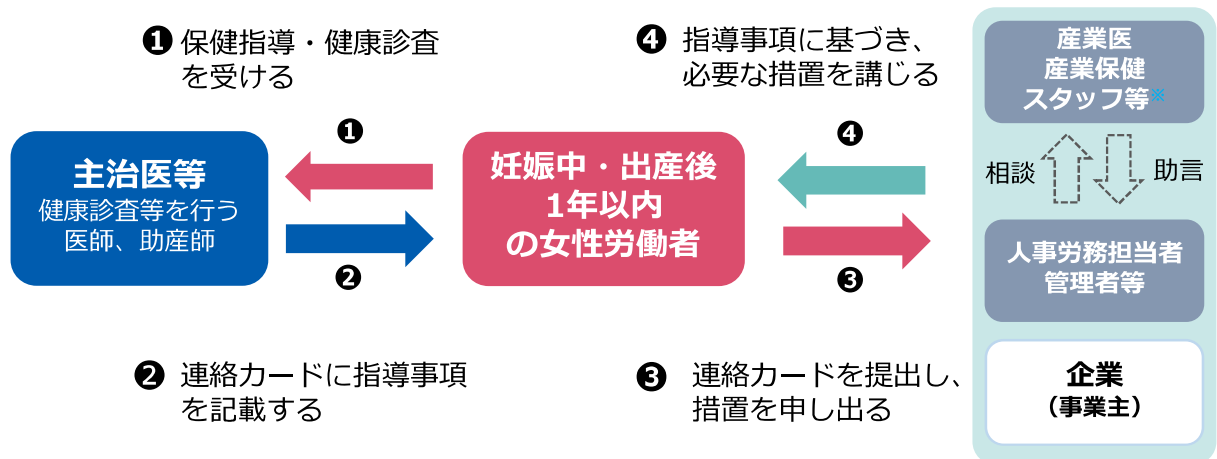 ❶ 保健指導・健康診査
を受ける
❹ 指導事項に基づき、
必要な措置を講じる
産業医
産業保健
スタッフ等※
❶
❹
主治医等
健康診査等を行う
医師、助産師
妊娠中・出産後
1年以内
の女性労働者
相談
助言
人事労務担当者
管理者等
❷
❸
❷ 連絡カードに指導事項
を記載する
❸ 連絡カードを提出し、
措置を申し出る
企業
（事業主）